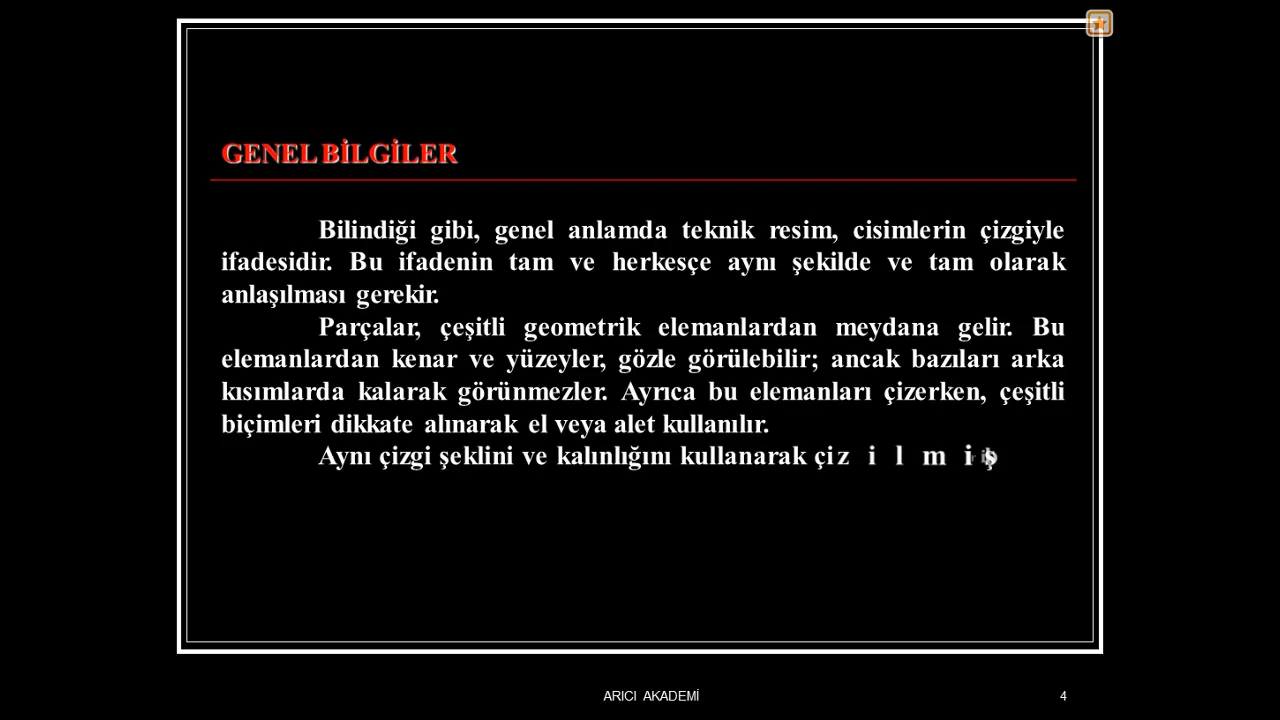 GENEL BİLGİLER
Bilindiği gibi, genel anlamda teknik resim, cisimlerin çizgiyle
ifadesidir. Bu ifadenin tam ve herkesçe aynı şekilde ve tam olarak
anlaşılması gerekir.
Parçalar, çeşitli geometrik elemanlardan meydana gelir. Bu
elemanlardan kenar ve yüzeyler, gözle görülebilir; ancak bazıları arka
kısımlarda kalarak görünmezler. Ayrıca bu elemanları çizerken, çeşitli
biçimleri dikkate alınarak el veya alet kullanılır.
Aynı çizgi şeklini ve kalınlığını kullanarak çizilmiş
ARICI AKADEMİ
4